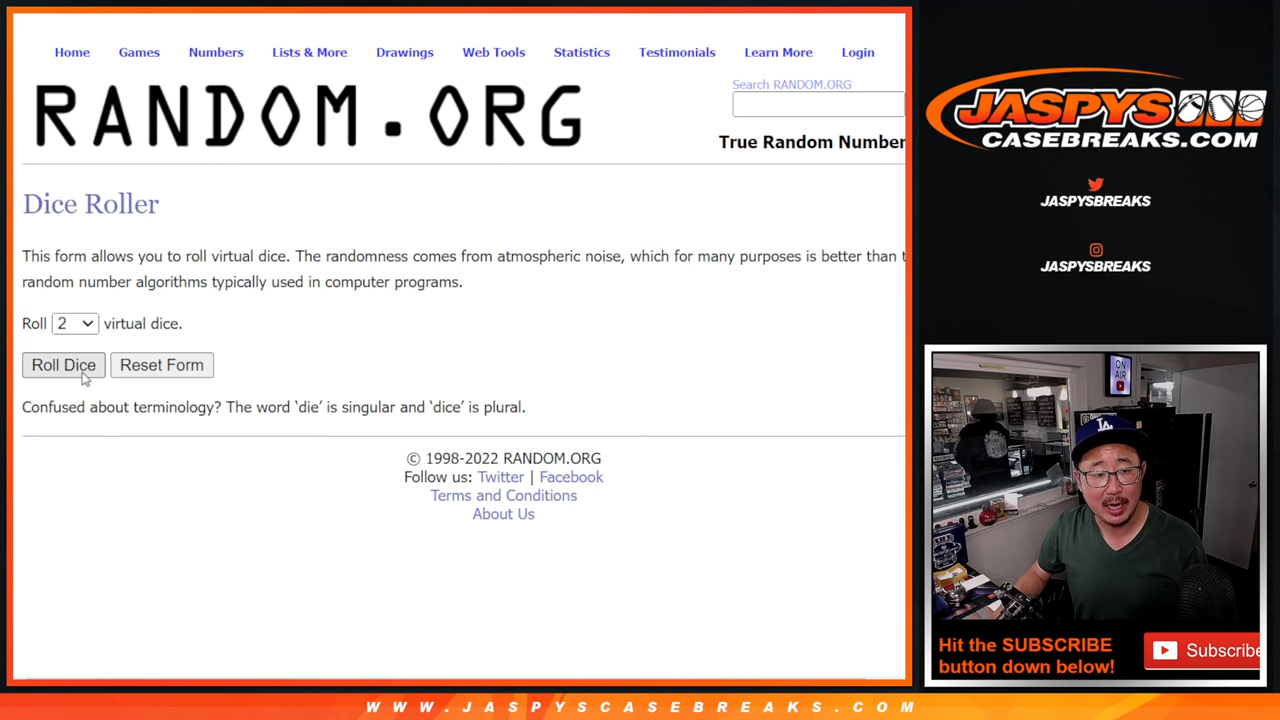 Home Games Numbers Lists & More Drawings Web Tools Statistics Testimonials Learn More Login
RANDOM.ORG
Search RANDOM.ORG
True Random Number
Dice Roller
This form allows you to roll virtual dice. The randomness comes from atmospheric noise, which for many purposes is better than t
random number algorithms typically used in computer programs.
Roll 2 virtual dice.
Roll Dice Reset Form
Confused about terminology? The word ‘die’ is singular and ‘dice’ is plural.
© 1998-2022 RANDOM.ORG
Follow us: Twitter | Facebook
Terms and Conditions
About Us
JASPYS
CASEBREAKS.COM
JASPYSBREAKS
JASPYSBREAKS
ON
AIR
LA
Hit the SUBSCRIBE
button down below!
Subscribe
WWW.JASPYSCASEBREAKS.COM